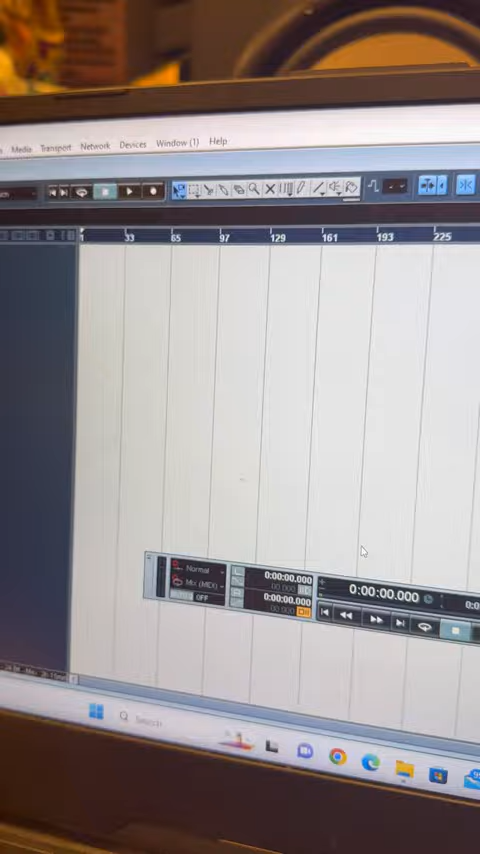 Media Transport Network Devices Window (1) Help
1 33 65 97 129 161 193 225
Normal
Mix (MIDI)
OFF
0:00:00.000
0:00:00.000
0:00:00.000
Search